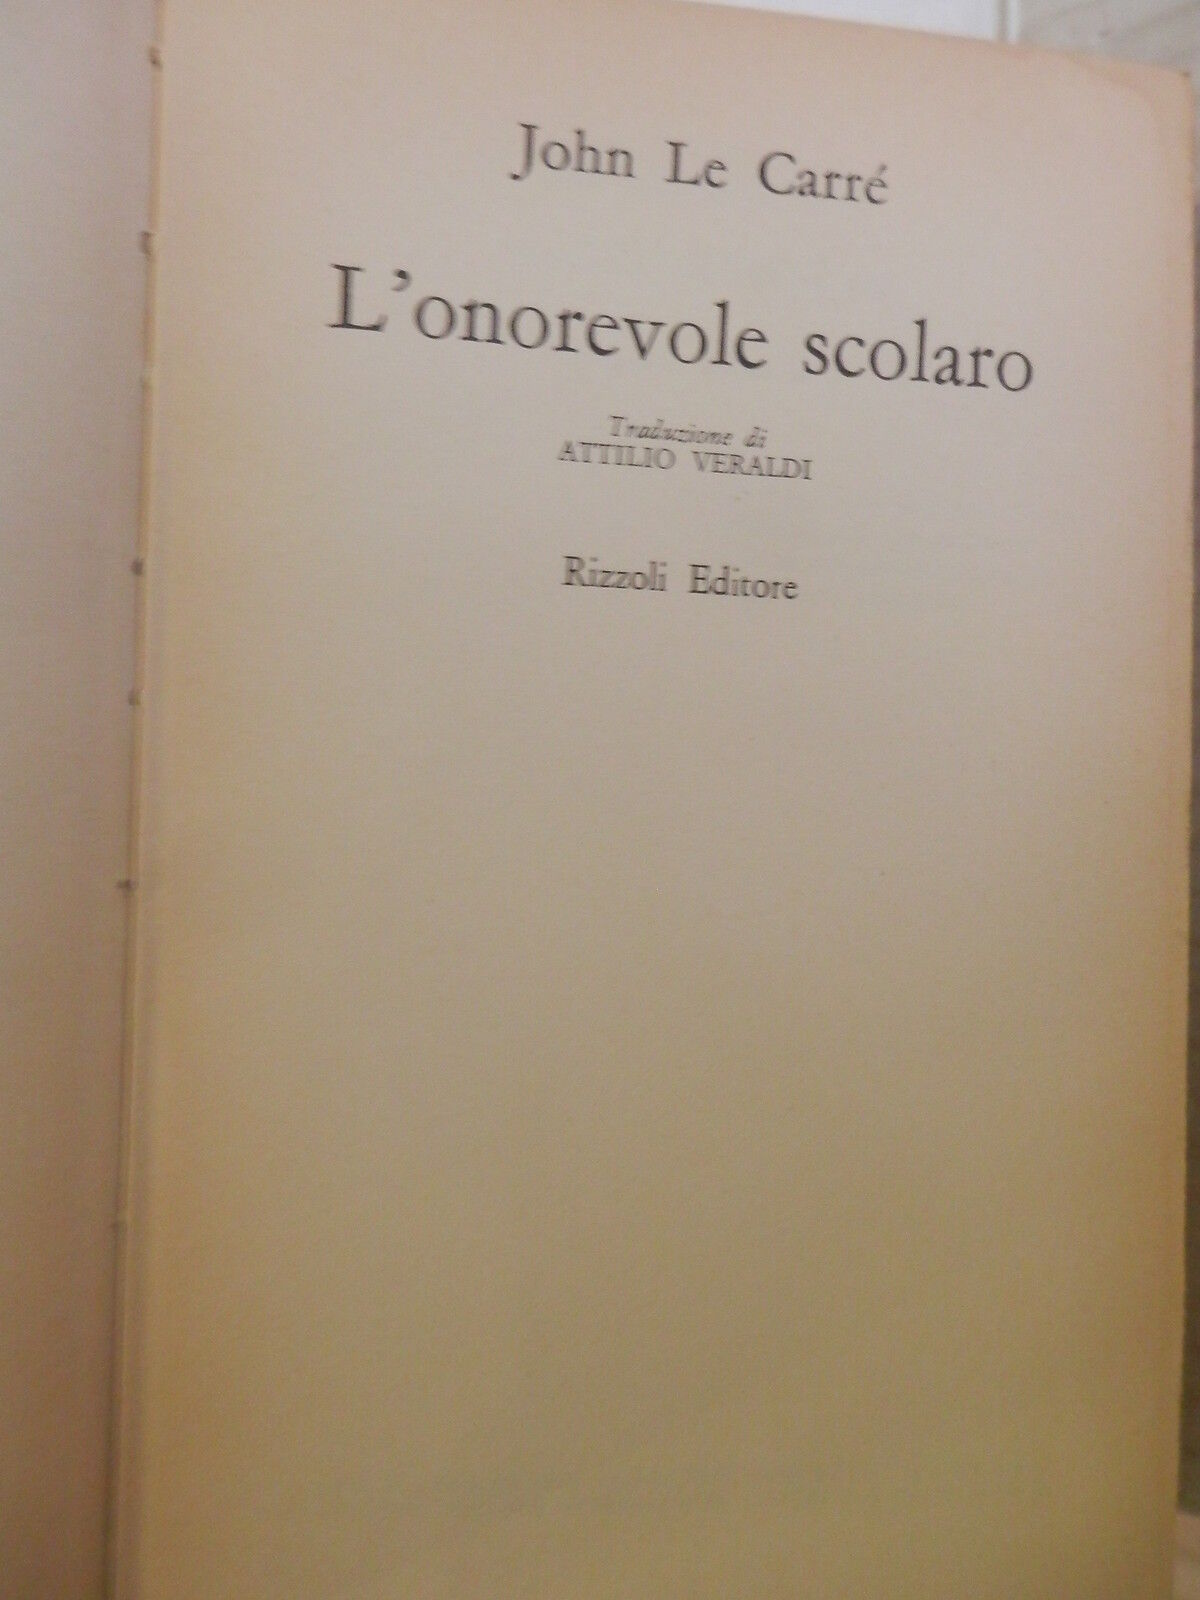 John Le Carré
L'onorevole scolaro
Traduzione di
ATTILIO VERALDI
Rizzoli Editore